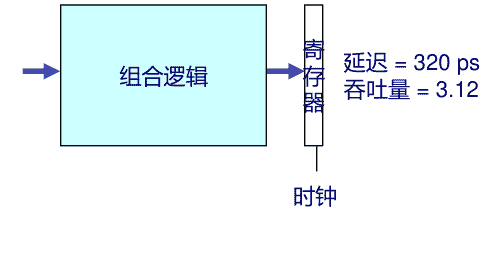 组合逻辑
寄存器
延迟 = 320 ps
吞吐量 = 3.12
时钟